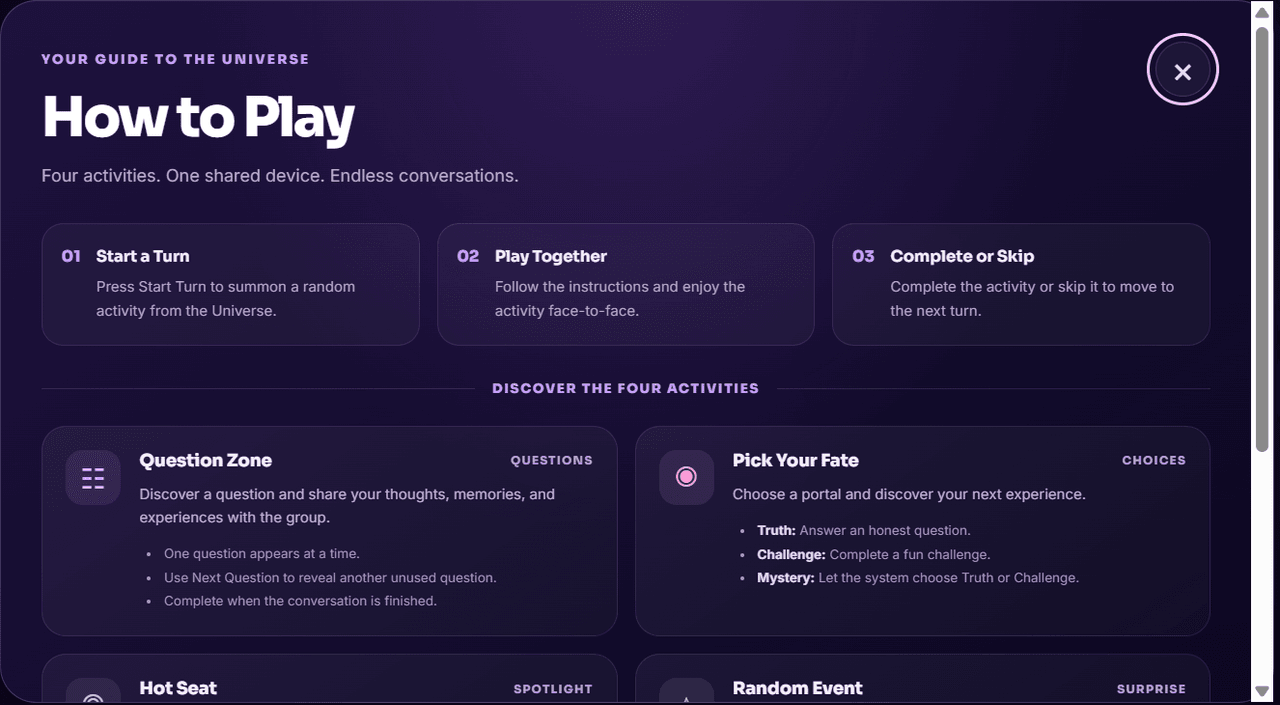 YOUR GUIDE TO THE UNIVERSE
How to Play
Four activities. One shared device. Endless conversations.
01 Start a Turn
Press Start Turn to summon a random
activity from the Universe.
02 Play Together
Follow the instructions and enjoy the
activity face-to-face.
03 Complete or Skip
Complete the activity or skip it to move to
the next turn.
DISCOVER THE FOUR ACTIVITIES
Question Zone
QUESTIONS
Discover a question and share your thoughts, memories, and
experiences with the group.
• One question appears at a time.
• Use Next Question to reveal another unused question.
• Complete when the conversation is finished.
Pick Your Fate
CHOICES
Choose a portal and discover your next experience.
• Truth: Answer an honest question.
• Challenge: Complete a fun challenge.
• Mystery: Let the system choose Truth or Challenge.
Hot Seat
SPOTLIGHT
Random Event
SURPRISE